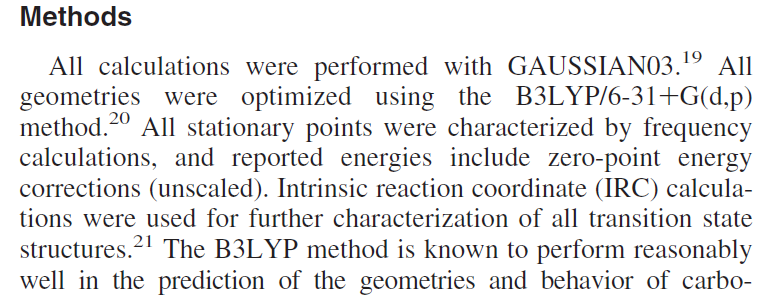 Methods
All calculations were performed with GAUSSIAN03.19 All
geometries were optimized using the B3LYP/6-31+G(d,p)
method.20 All stationary points were characterized by frequency
calculations, and reported energies include zero-point energy
corrections (unscaled). Intrinsic reaction coordinate (IRC) calcula-
tions were used for further characterization of all transition state
structures.21 The B3LYP method is known to perform reasonably
well in the prediction of the geometries and behavior of carbo-